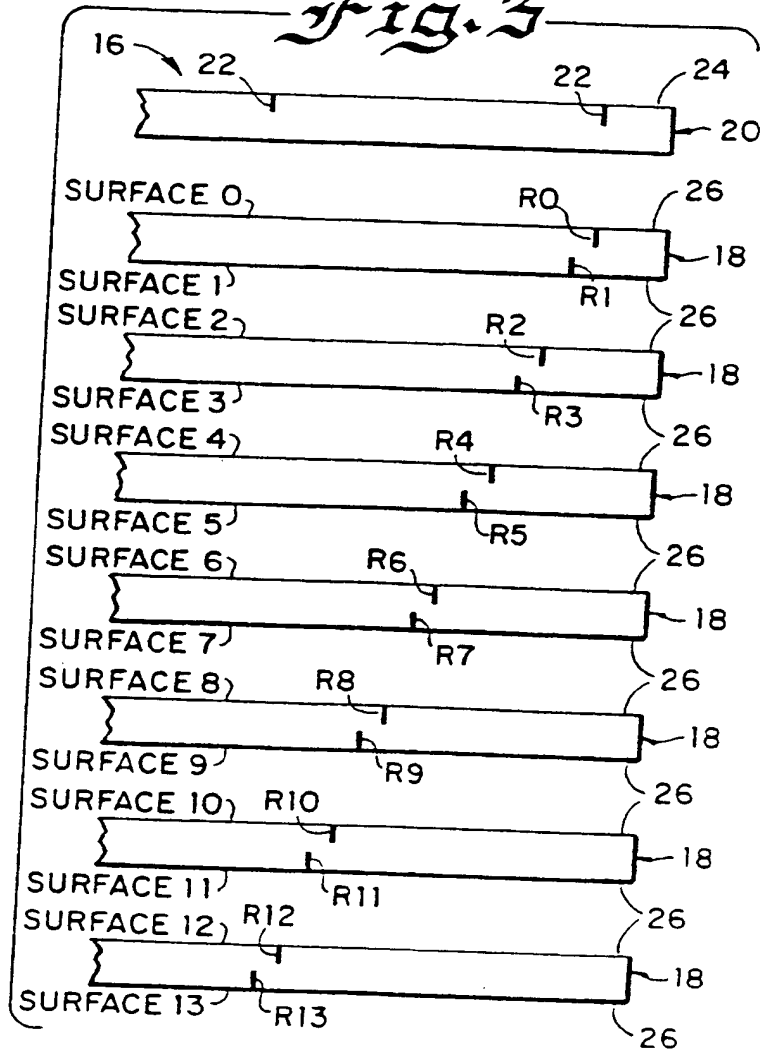 Fig. 3
16
22
22
24
20
SURFACE 0
R0
26
18
SURFACE 1
R1
26
SURFACE 2
R2
18
SURFACE 3
R3
26
SURFACE 4
R4
18
SURFACE 5
R5
26
SURFACE 6
R6
18
SURFACE 7
R7
26
SURFACE 8
R8
18
SURFACE 9
R9
26
SURFACE 10
R10
18
SURFACE 11
R11
26
SURFACE 12
R12
18
SURFACE 13
R13
26